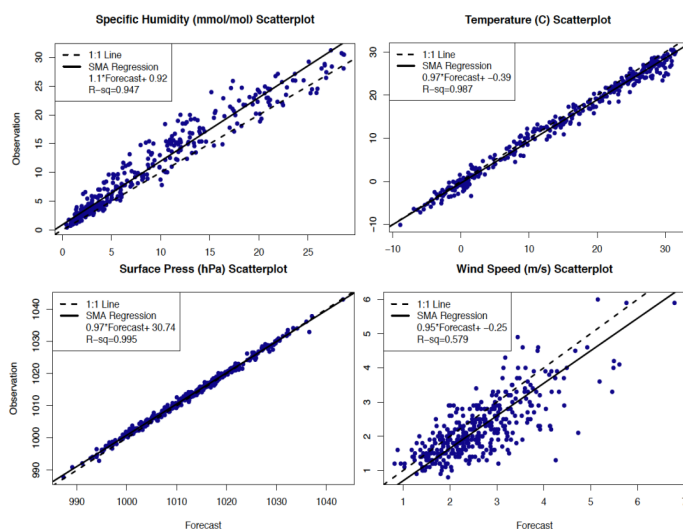 Specific Humidity (mmol/mol) Scatterplot
1:1 Line
SMA Regression
1.1*Forecast+ 0.92
R-sq=0.947
Observation
30
25
20
15
10
5
0
0 5 10 15 20 25
Temperature (C) Scatterplot
1:1 Line
SMA Regression
0.97*Forecast+ −0.39
R-sq=0.987
30
20
10
0
−10
−10 0 10 20 30
Surface Press (hPa) Scatterplot
1:1 Line
SMA Regression
0.97*Forecast+ 30.74
R-sq=0.995
Observation
1040
1030
1020
1010
1000
990
990 1000 1010 1020 1030 1040
Forecast
Wind Speed (m/s) Scatterplot
1:1 Line
SMA Regression
0.95*Forecast+ −0.25
R-sq=0.579
6
5
4
3
2
1
1 2 3 4 5 6
Forecast